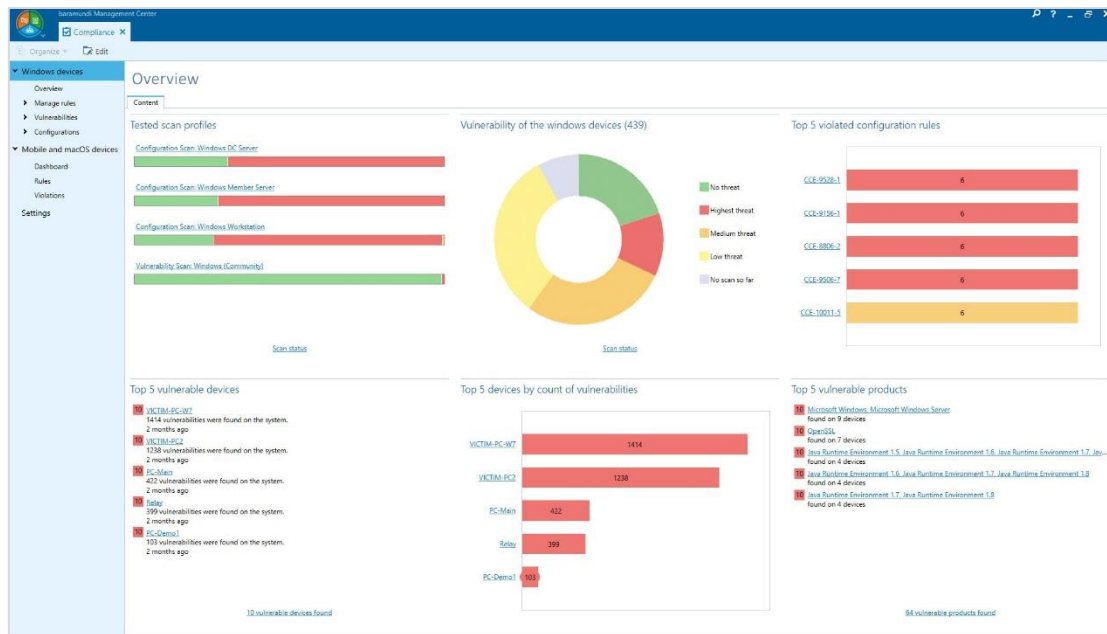 baramundi Management Center
Compliance
Organize
Edit
Windows devices
Overview
Manage rules
Vulnerabilities
Configurations
Mobile and macOS devices
Dashboard
Rules
Violations
Settings
Overview
Content
Tested scan profiles
Configuration Scan: Windows DC Server
Configuration Scan: Windows Member Server
Configuration Scan: Windows Workstation
Vulnerability Scan: Windows (Community)
Scan status
Vulnerability of the windows devices (439)
No threat
Highest threat
Medium threat
Low threat
No scan so far
Scan status
Top 5 violated configuration rules
CCE-9528-1 6
CCE-9156-1 6
CCE-8806-2 6
CCE-9506-7 6
CCE-10011-5 6
Top 5 vulnerable devices
10 VICTIM-PC-W7
1414 vulnerabilities were found on the system.
2 months ago
10 VICTIM-PC2
1238 vulnerabilities were found on the system.
2 months ago
10 PC-Main
422 vulnerabilities were found on the system.
2 months ago
10 Relay
399 vulnerabilities were found on the system.
2 months ago
10 PC-Demo1
103 vulnerabilities were found on the system.
2 months ago
10 vulnerable devices found
Top 5 devices by count of vulnerabilities
VICTIM-PC-W7 1414
VICTIM-PC2 1238
PC-Main 422
Relay 399
PC-Demo1 103
Top 5 vulnerable products
10 Microsoft Windows, Microsoft Windows Server
found on 9 devices
10 OpenSSL
found on 7 devices
10 Java Runtime Environment 1.5, Java Runtime Environment 1.6, Java Runtime Environment 1.7, Jav...
found on 4 devices
10 Java Runtime Environment 1.6, Java Runtime Environment 1.7, Java Runtime Environment 1.8
found on 4 devices
10 Java Runtime Environment 1.7, Java Runtime Environment 1.8
found on 4 devices
64 vulnerable products found